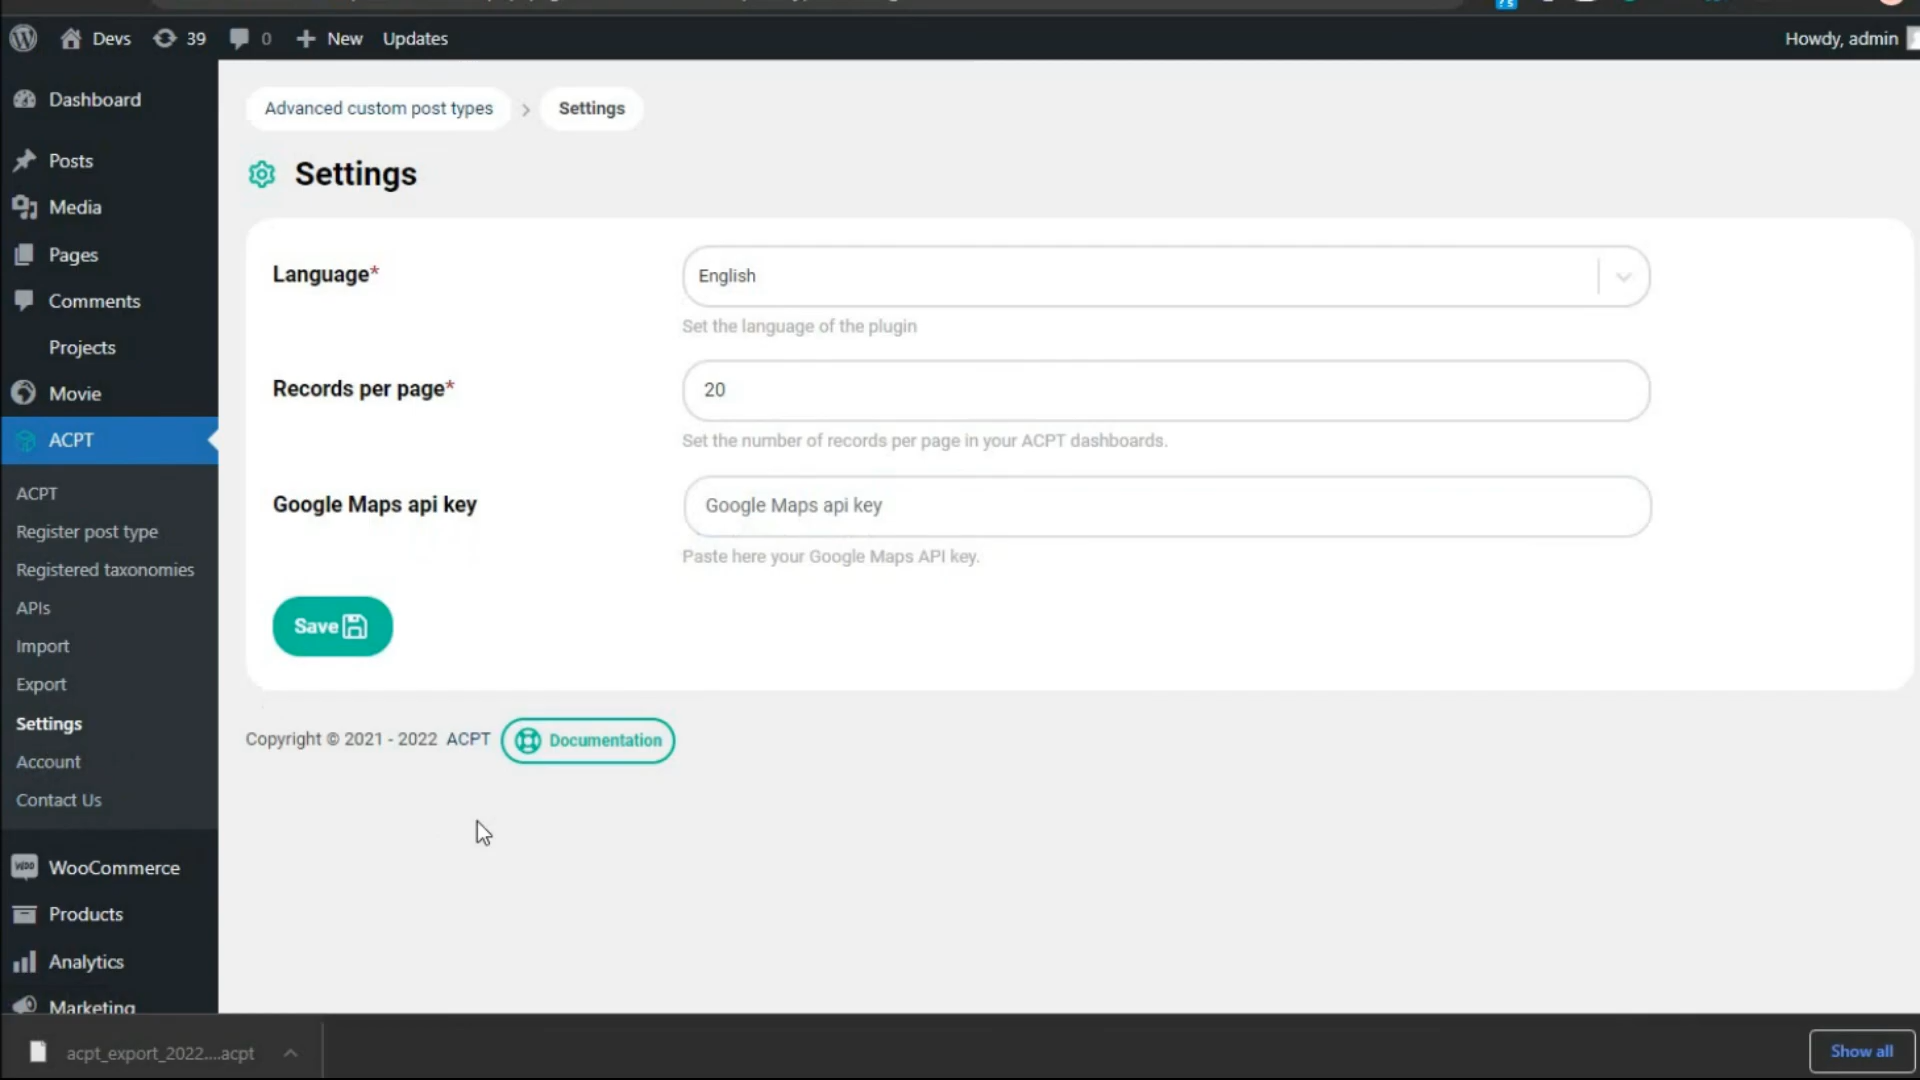 Devs 39 0 New Updates Howdy, admin
Dashboard
Posts
Media
Pages
Comments
Projects
Movie
ACPT
ACPT
Register post type
Registered taxonomies
APIs
Import
Export
Settings
Account
Contact Us
WooCommerce
Products
Analytics
Marketing
Advanced custom post types > Settings
Settings
Language*
English
Set the language of the plugin
Records per page*
20
Set the number of records per page in your ACPT dashboards.
Google Maps api key
Google Maps api key
Paste here your Google Maps API key.
Save
Copyright © 2021 - 2022 ACPT Documentation
acpt_export_2022....acpt
Show all